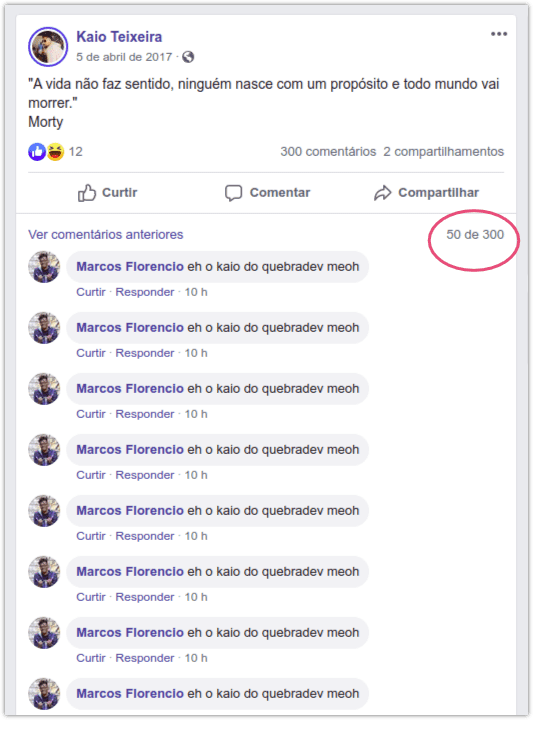 Kaio Teixeira
5 de abril de 2017 ·
"A vida não faz sentido, ninguém nasce com um propósito e todo mundo vai
morrer."
Morty
12
300 comentários 2 compartilhamentos
Curtir Comentar Compartilhar
Ver comentários anteriores 50 de 300
Marcos Florencio eh o kaio do quebradev meoh
Curtir · Responder · 10 h
Marcos Florencio eh o kaio do quebradev meoh
Curtir · Responder · 10 h
Marcos Florencio eh o kaio do quebradev meoh
Curtir · Responder · 10 h
Marcos Florencio eh o kaio do quebradev meoh
Curtir · Responder · 10 h
Marcos Florencio eh o kaio do quebradev meoh
Curtir · Responder · 10 h
Marcos Florencio eh o kaio do quebradev meoh
Curtir · Responder · 10 h
Marcos Florencio eh o kaio do quebradev meoh
Curtir · Responder · 10 h
Marcos Florencio eh o kaio do quebradev meoh